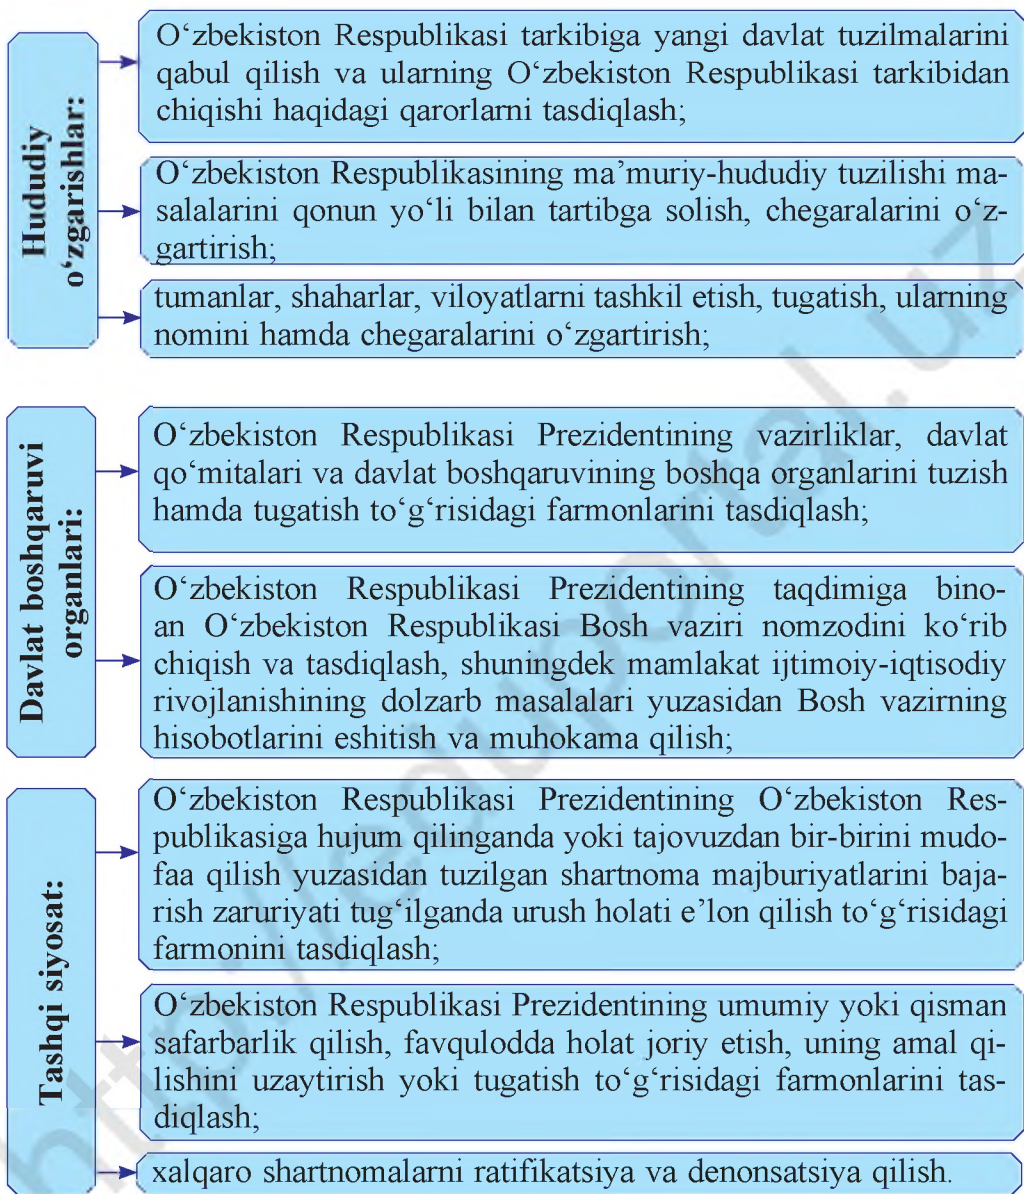 Hududiy
o‘zgarishlar:
O‘zbekiston Respublikasi tarkibiga yangi davlat tuzilmalarini
qabul qilish va ularning O‘zbekiston Respublikasi tarkibidan
chiqishi haqidagi qarorlarni tasdiqlash;
O‘zbekiston Respublikasining ma’muriy-hududiy tuzilishi ma-
salalarini qonun yo‘li bilan tartibga solish, chegaralarini o‘z-
gartirish;
tumanlar, shaharlar, viloyatlarni tashkil etish, tugatish, ularning
nomini hamda chegaralarini o‘zgartirish;
Davlat boshqaruvi
organlari:
O‘zbekiston Respublikasi Prezidentining vazirliklar, davlat
qo‘mitalari va davlat boshqaruvining boshqa organlarini tuzish
hamda tugatish to‘g‘risidagi farmonlarini tasdiqlash;
O‘zbekiston Respublikasi Prezidentining taqdimiga bino-
an O‘zbekiston Respublikasi Bosh vaziri nomzodini ko‘rib
chiqish va tasdiqlash, shuningdek mamlakat ijtimoiy-iqtisodiy
rivojlanishining dolzarb masalalari yuzasidan Bosh vazirning
hisobotlarini eshitish va muhokama qilish;
Tashqi siyosat:
O‘zbekiston Respublikasi Prezidentining O‘zbekiston Res-
publikasiga hujum qilinganda yoki tajovuzdan bir-birini mudo-
faa qilish yuzasidan tuzilgan shartnoma majburiyatlarini baja-
rish zaruriyati tug‘ilganda urush holati e’lon qilish to‘g‘risidagi
farmonini tasdiqlash;
O‘zbekiston Respublikasi Prezidentining umumiy yoki qisman
safarbarlik qilish, favqulodda holat joriy etish, uning amal qi-
lishini uzaytirish yoki tugatish to‘g‘risidagi farmonlarini tas-
diqlash;
xalqaro shartnomalarni ratifikatsiya va denonsatsiya qilish.
http://eduportal.uz